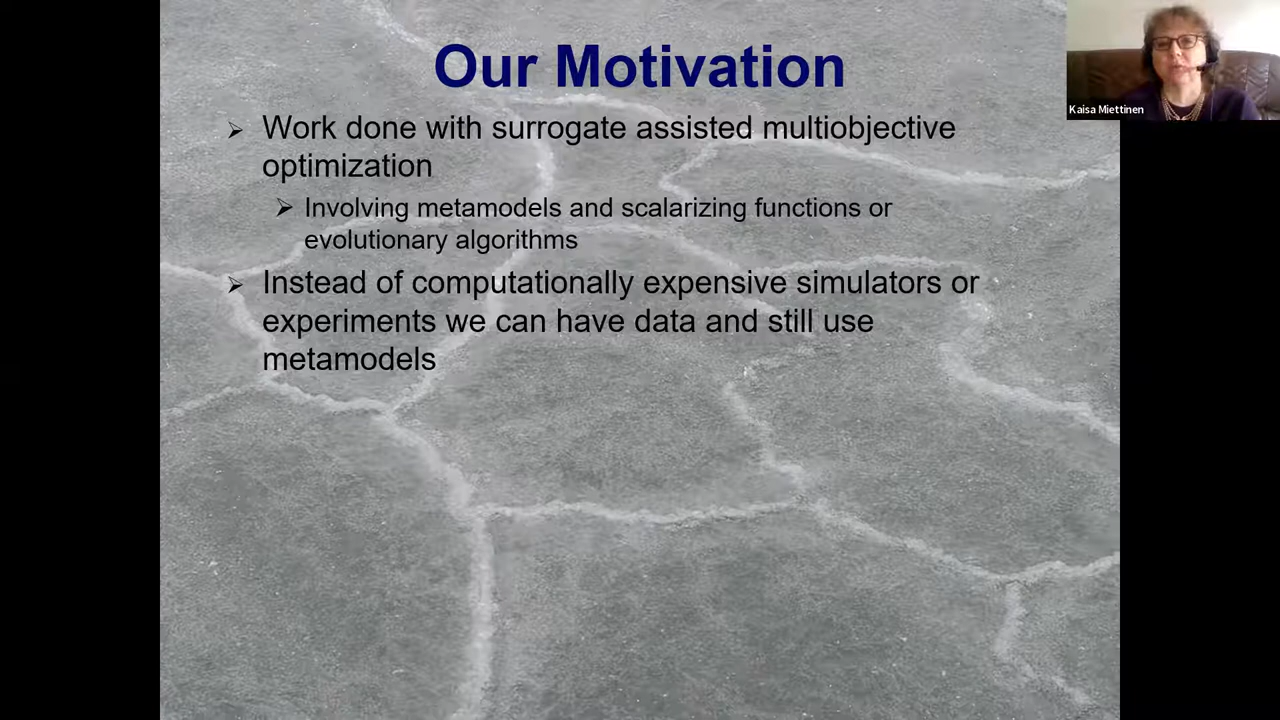 Our Motivation
Kaisa Miettinen
➢ Work done with surrogate assisted multiobjective
optimization
➢ Involving metamodels and scalarizing functions or
evolutionary algorithms
➢ Instead of computationally expensive simulators or
experiments we can have data and still use
metamodels